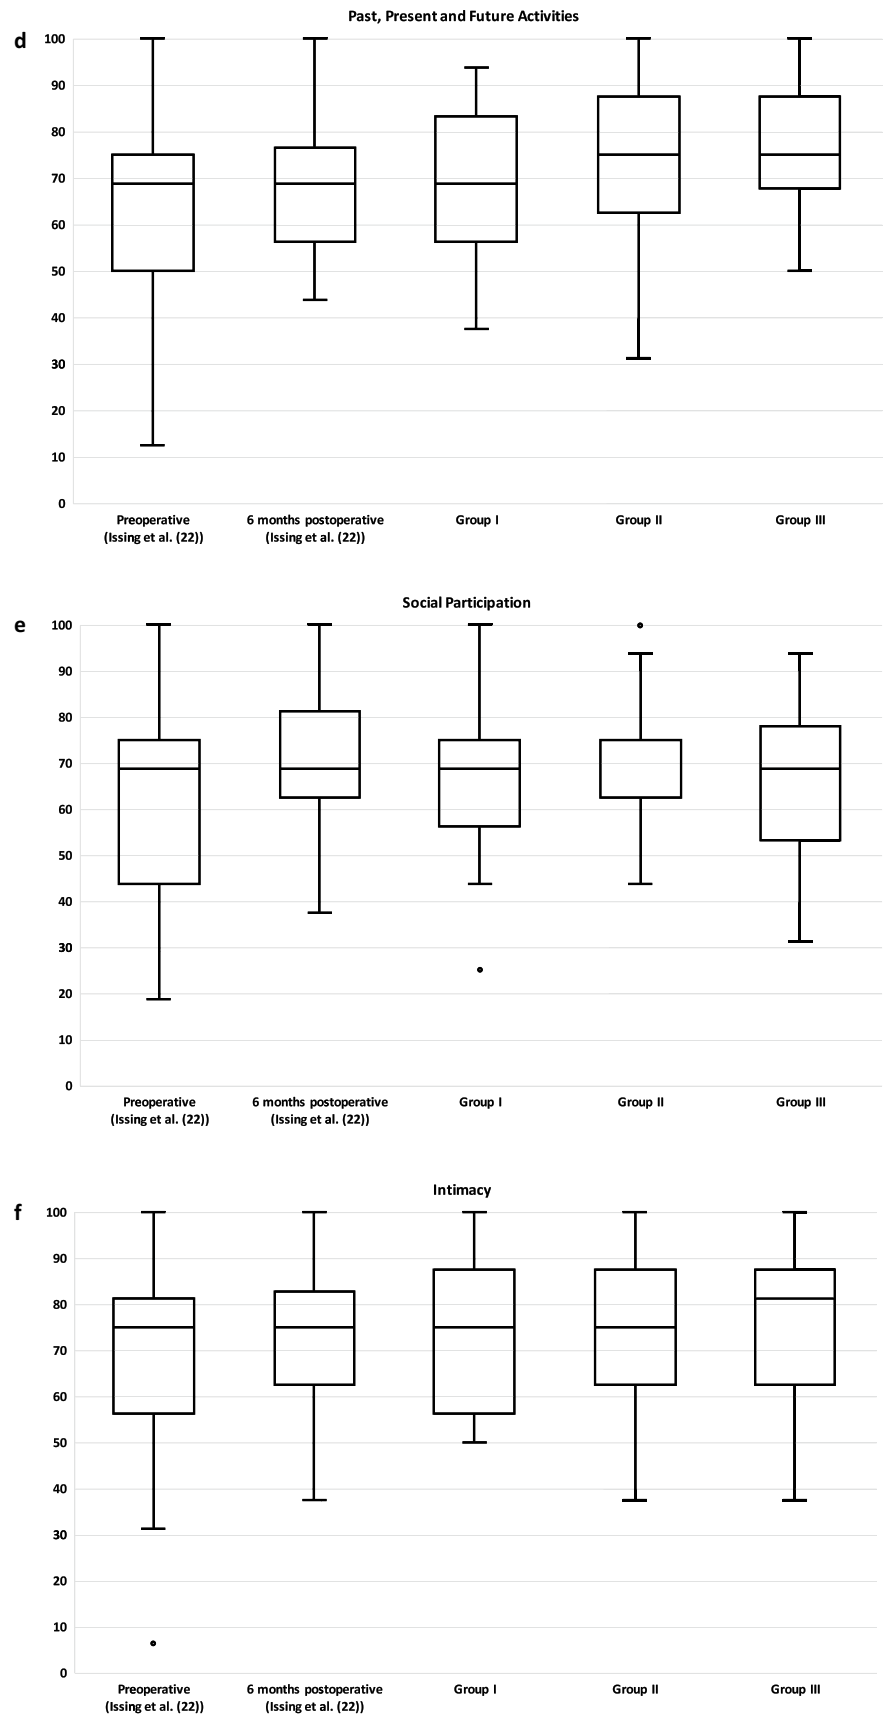 Past, Present and Future Activities
d
100
90
80
70
60
50
40
30
20
10
0
Preoperative
(Issing et al. (22))
6 months postoperative
(Issing et al. (22))
Group I
Group II
Group III
Social Participation
e
100
90
80
70
60
50
40
30
20
10
0
Preoperative
(Issing et al. (22))
6 months postoperative
(Issing et al. (22))
Group I
Group II
Group III
Intimacy
f
100
90
80
70
60
50
40
30
20
10
0
Preoperative
(Issing et al. (22))
6 months postoperative
(Issing et al. (22))
Group I
Group II
Group III